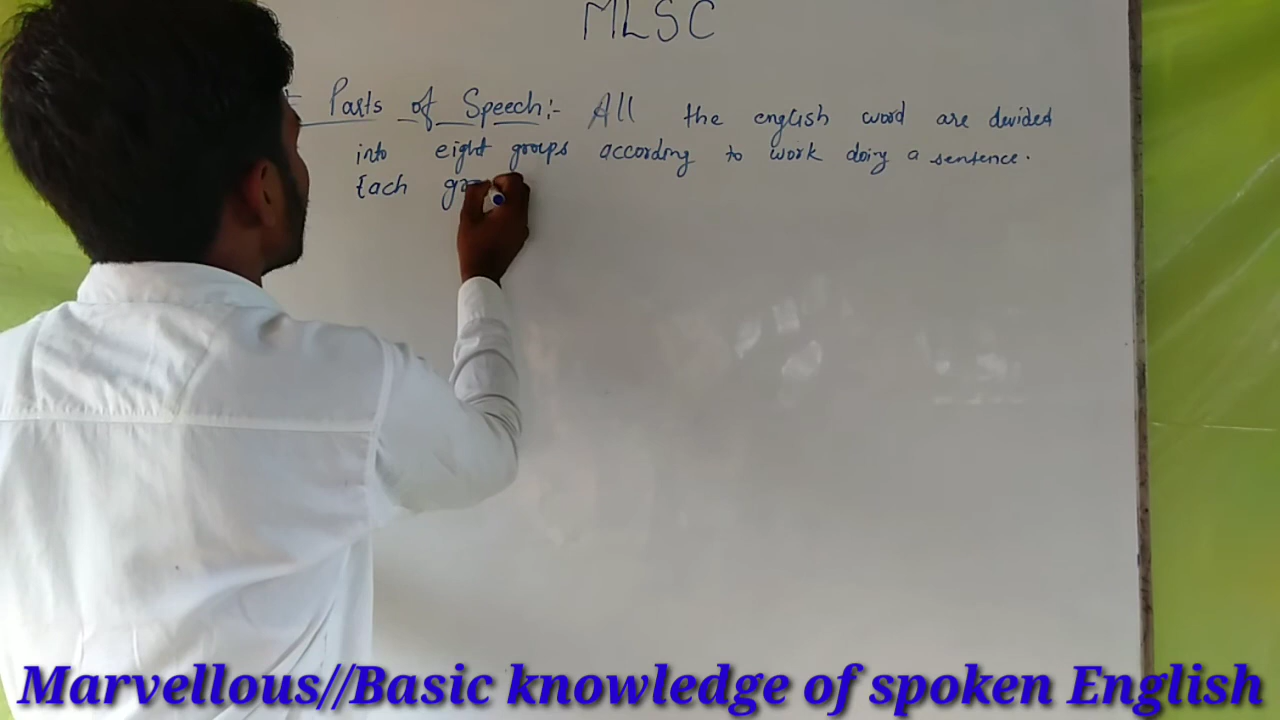 MLSC
Parts of Speech:- All the english word are devided
into eight groups according to work doing a sentence.
Each
Marvellous//Basic knowledge of spoken English